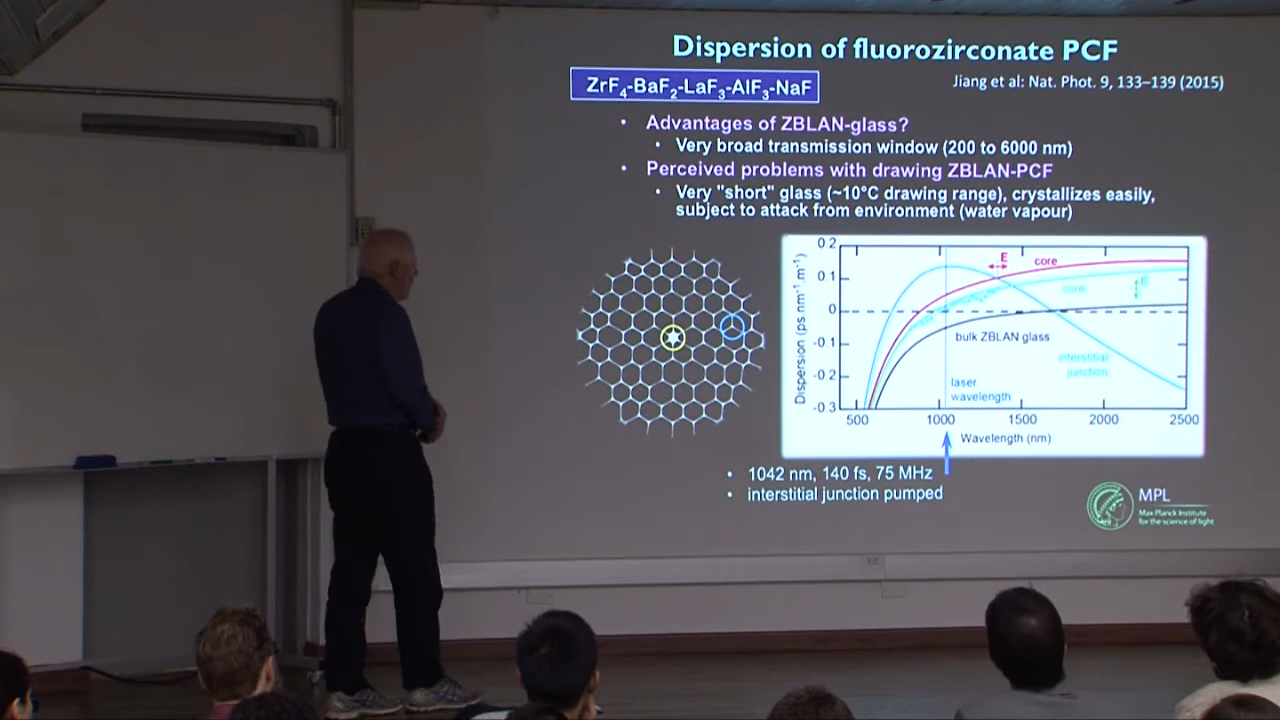 Dispersion of fluorozirconate PCF
ZrF4-BaF2-LaF3-AlF3-NaF
Jiang et al: Nat. Phot. 9, 133–139 (2015)
• Advantages of ZBLAN-glass?
• Very broad transmission window (200 to 6000 nm)
• Perceived problems with drawing ZBLAN-PCF
• Very "short" glass (~10°C drawing range), crystallizes easily,
subject to attack from environment (water vapour)
Dispersion (ps.nm-1.m-1)
0.2
0.1
0
-0.1
-0.2
-0.3
E
core
core
E
bulk ZBLAN glass
interstitial
junction
laser
wavelength
500
1000
1500
2000
2500
Wavelength (nm)
• 1042 nm, 140 fs, 75 MHz
• interstitial junction pumped
MPL
Max Planck Institute
for the science of light